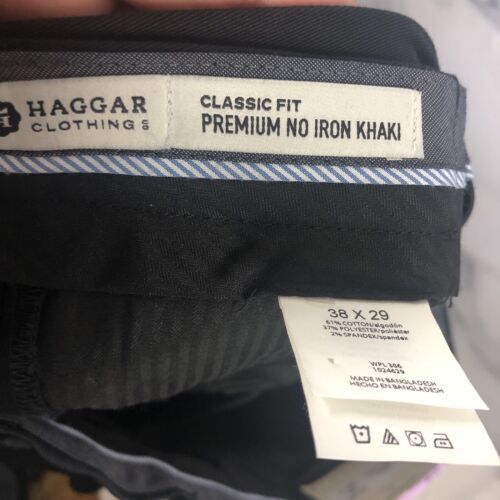 HAGGAR
CLOTHING
CLASSIC FIT
PREMIUM NO IRON KHAKI
38 X 29
61% COTTON/algodón
37% POLYESTER/poliéster
2% SPANDEX/spandex
WPL 386
1024629
MADE IN BANGLADESH
HECHO EN BANGLADESH